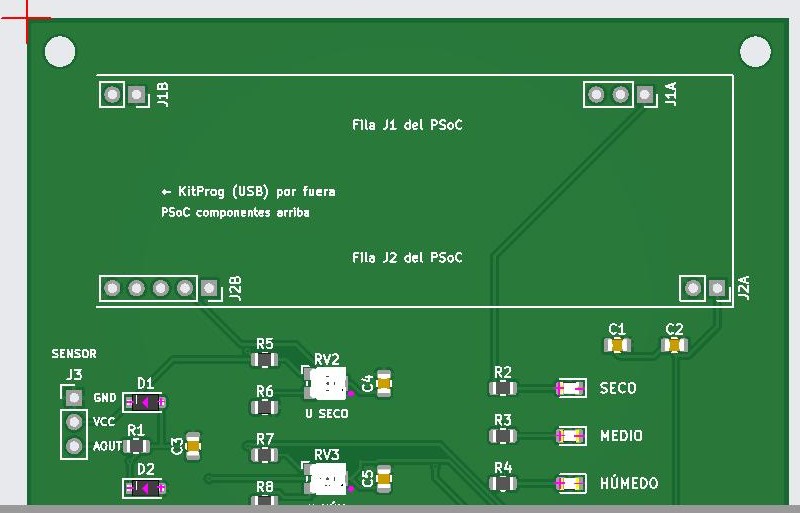 J1B
J1A
Fila J1 del PSoC
← KitProg (USB) por fuera
PSoC componentes arriba
Fila J2 del PSoC
J2B
J2A
C1
C2
R5
SENSOR
RV2
J3
D1
C4
R2
SECO
GND
R6
U SECO
VCC
R1
R3
MEDIO
AOUT
C3
R7
D2
RV3
C5
R4
HÚMEDO
R8